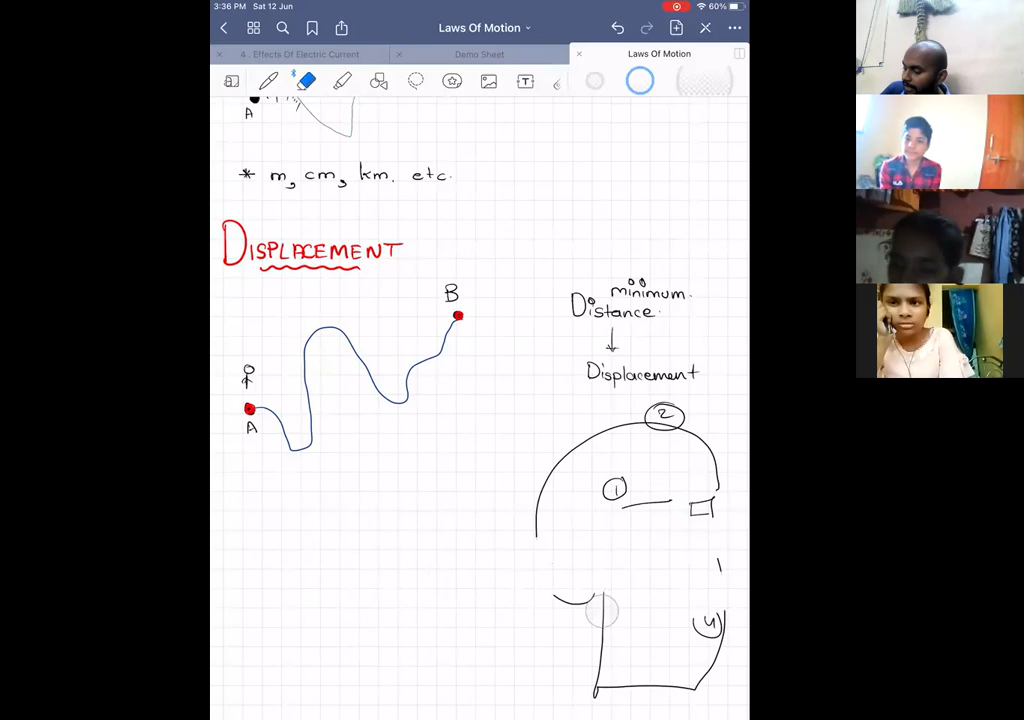 3:36 PM Sat 12 Jun
60%
Laws Of Motion
4 . Effects Of Electric Current
Demo Sheet
Laws Of Motion
T
A
* m, cm, km. etc.
DISPLACEMENT
B
A
minimum.
Distance.
Displacement
2
1
4